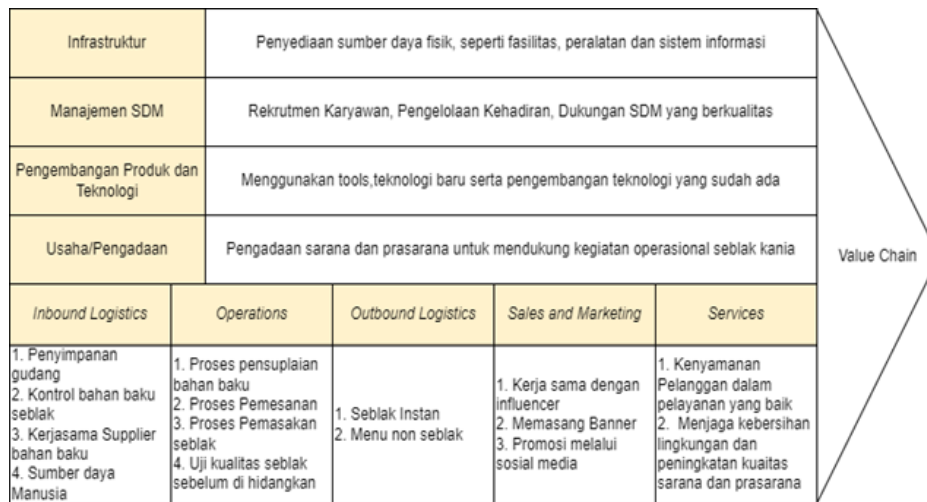 Infrastruktur
Penyediaan sumber daya fisik, seperti fasilitas, peralatan dan sistem informasi
Manajemen SDM
Rekrutmen Karyawan, Pengelolaan Kehadiran, Dukungan SDM yang berkualitas
Pengembangan Produk dan
Teknologi
Menggunakan tools,teknologi baru serta pengembangan teknologi yang sudah ada
Usaha/Pengadaan
Pengadaan sarana dan prasarana untuk mendukung kegiatan operasional seblak kania
Value Chain
Inbound Logistics
Operations
Outbound Logistics
Sales and Marketing
Services
1. Penyimpanan
gudang
2. Kontrol bahan baku
seblak
3. Kerjasama Supplier
bahan baku
4. Sumber daya
Manusia
1. Proses pensuplaian
bahan baku
2. Proses Pemesanan
3. Proses Pemasakan
seblak
4. Uji kualitas seblak
sebelum di hidangkan
1. Seblak Instan
2. Menu non seblak
1. Kerja sama dengan
influencer
2. Memasang Banner
3. Promosi melalui
sosial media
1. Kenyamanan
Pelanggan dalam
pelayanan yang baik
2. Menjaga kebersihan
lingkungan dan
peningkatan kuaitas
sarana dan prasarana